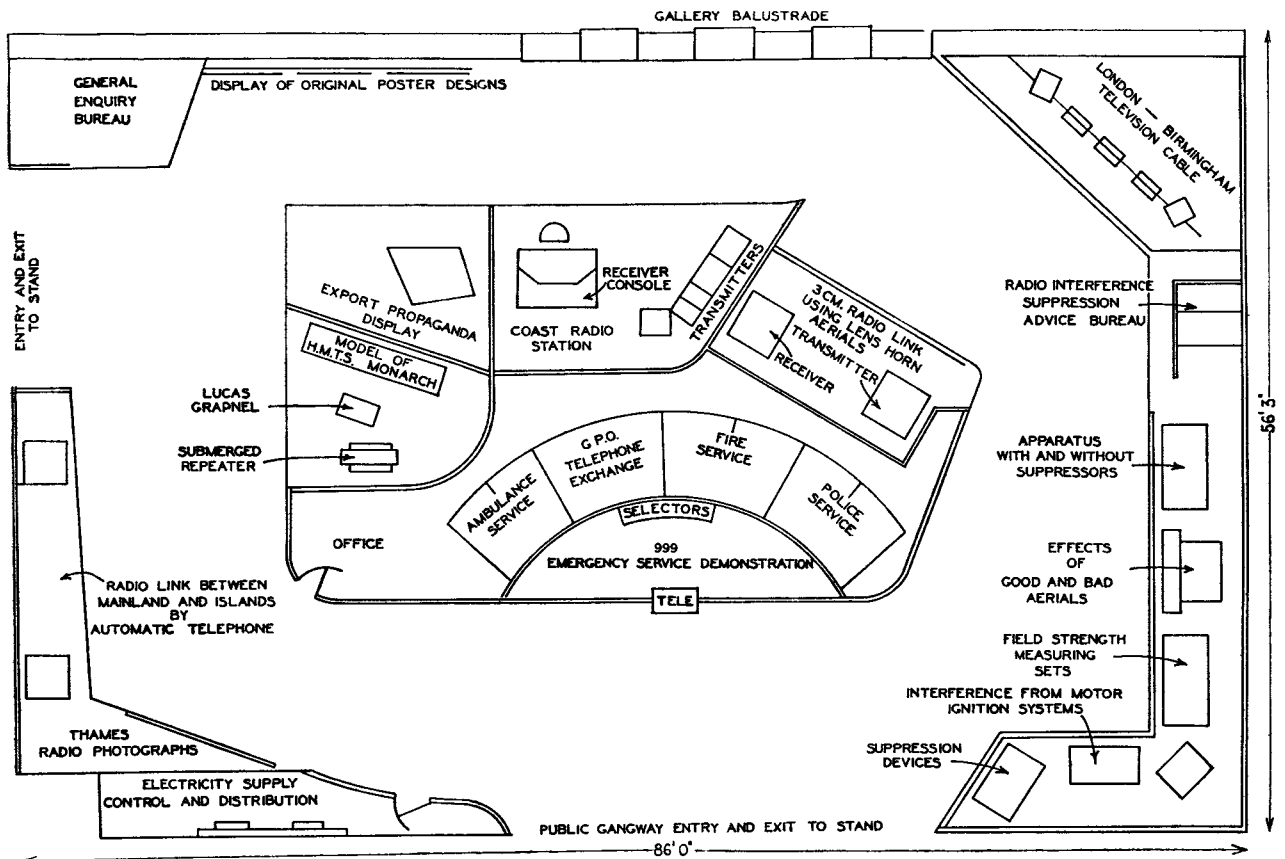 GALLERY BALUSTRADE
GENERAL
ENQUIRY
BUREAU
DISPLAY OF ORIGINAL POSTER DESIGNS
LONDON — BIRMINGHAM
TELEVISION CABLE
ENTRY AND EXIT
TO STAND
EXPORT PROPAGANDA
DISPLAY
MODEL OF
H.M.T.S. MONARCH
LUCAS
GRAPNEL
SUBMERGED
REPEATER
RECEIVER
CONSOLE
COAST RADIO
STATION
TRANSMITTERS
3 CM. RADIO LINK
USING LENS HORN
AERIALS
TRANSMITTER
RECEIVER
RADIO INTERFERENCE
SUPPRESSION
ADVICE BUREAU
56' 3"
APPARATUS
WITH AND WITHOUT
SUPPRESSORS
AMBULANCE
SERVICE
G P.O.
TELEPHONE
EXCHANGE
FIRE
SERVICE
POLICE
SERVICE
SELECTORS
999
EMERGENCY SERVICE DEMONSTRATION
TELE
OFFICE
EFFECTS
OF
GOOD AND BAD
AERIALS
RADIO LINK BETWEEN
MAINLAND AND ISLANDS
BY
AUTOMATIC TELEPHONE
FIELD STRENGTH
MEASURING
SETS
INTERFERENCE FROM MOTOR
IGNITION SYSTEMS
SUPPRESSION
DEVICES
THAMES
RADIO PHOTOGRAPHS
ELECTRICITY SUPPLY
CONTROL AND DISTRIBUTION
PUBLIC GANGWAY ENTRY AND EXIT TO STAND
86' 0"